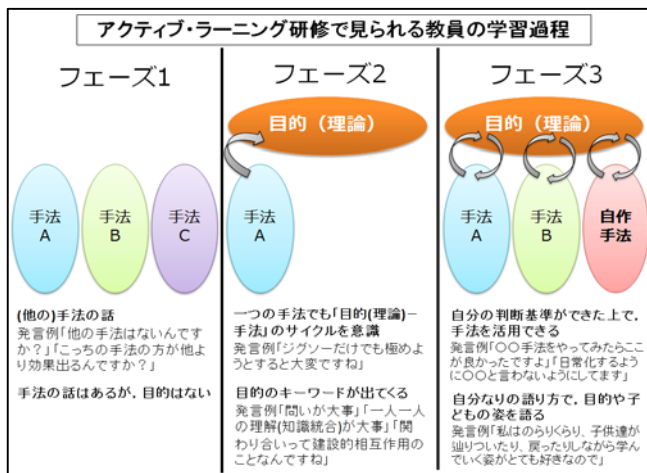 アクティブ・ラーニング研修で見られる教員の学習過程
フェーズ1
手法
A
手法
B
手法
C
(他の)手法の話
発言例「他の手法はないんです
か？」「こっちの手法の方が他よ
り効果出るんですか？」
手法の話はあるが，目的はない
フェーズ2
目的（理論）
手法
A
一つの手法でも「目的(理論)－
手法」のサイクルを意識
発言例「ジグソーだけでも極めよ
うとすると大変ですね」
目的のキーワードが出てくる
発言例「問いが大事」「一人一人
の理解(知識統合)が大事」「関
わり合いって建設的相互作用の
ことなんですね」
フェーズ3
目的（理論）
手法
A
手法
B
自作
手法
自分の判断基準ができた上で，
手法を活用できる
発言例「〇〇手法をやってみたらここ
が良かったですよ」「日常化するよう
に〇〇と言わないようにしてます」
自分なりの語り方で，目的や子
どもの姿を語る
発言例「私はのらりくらり、子供達が
辿りついたり、戻ったりしながら学ん
でいく姿がとても好きなので」